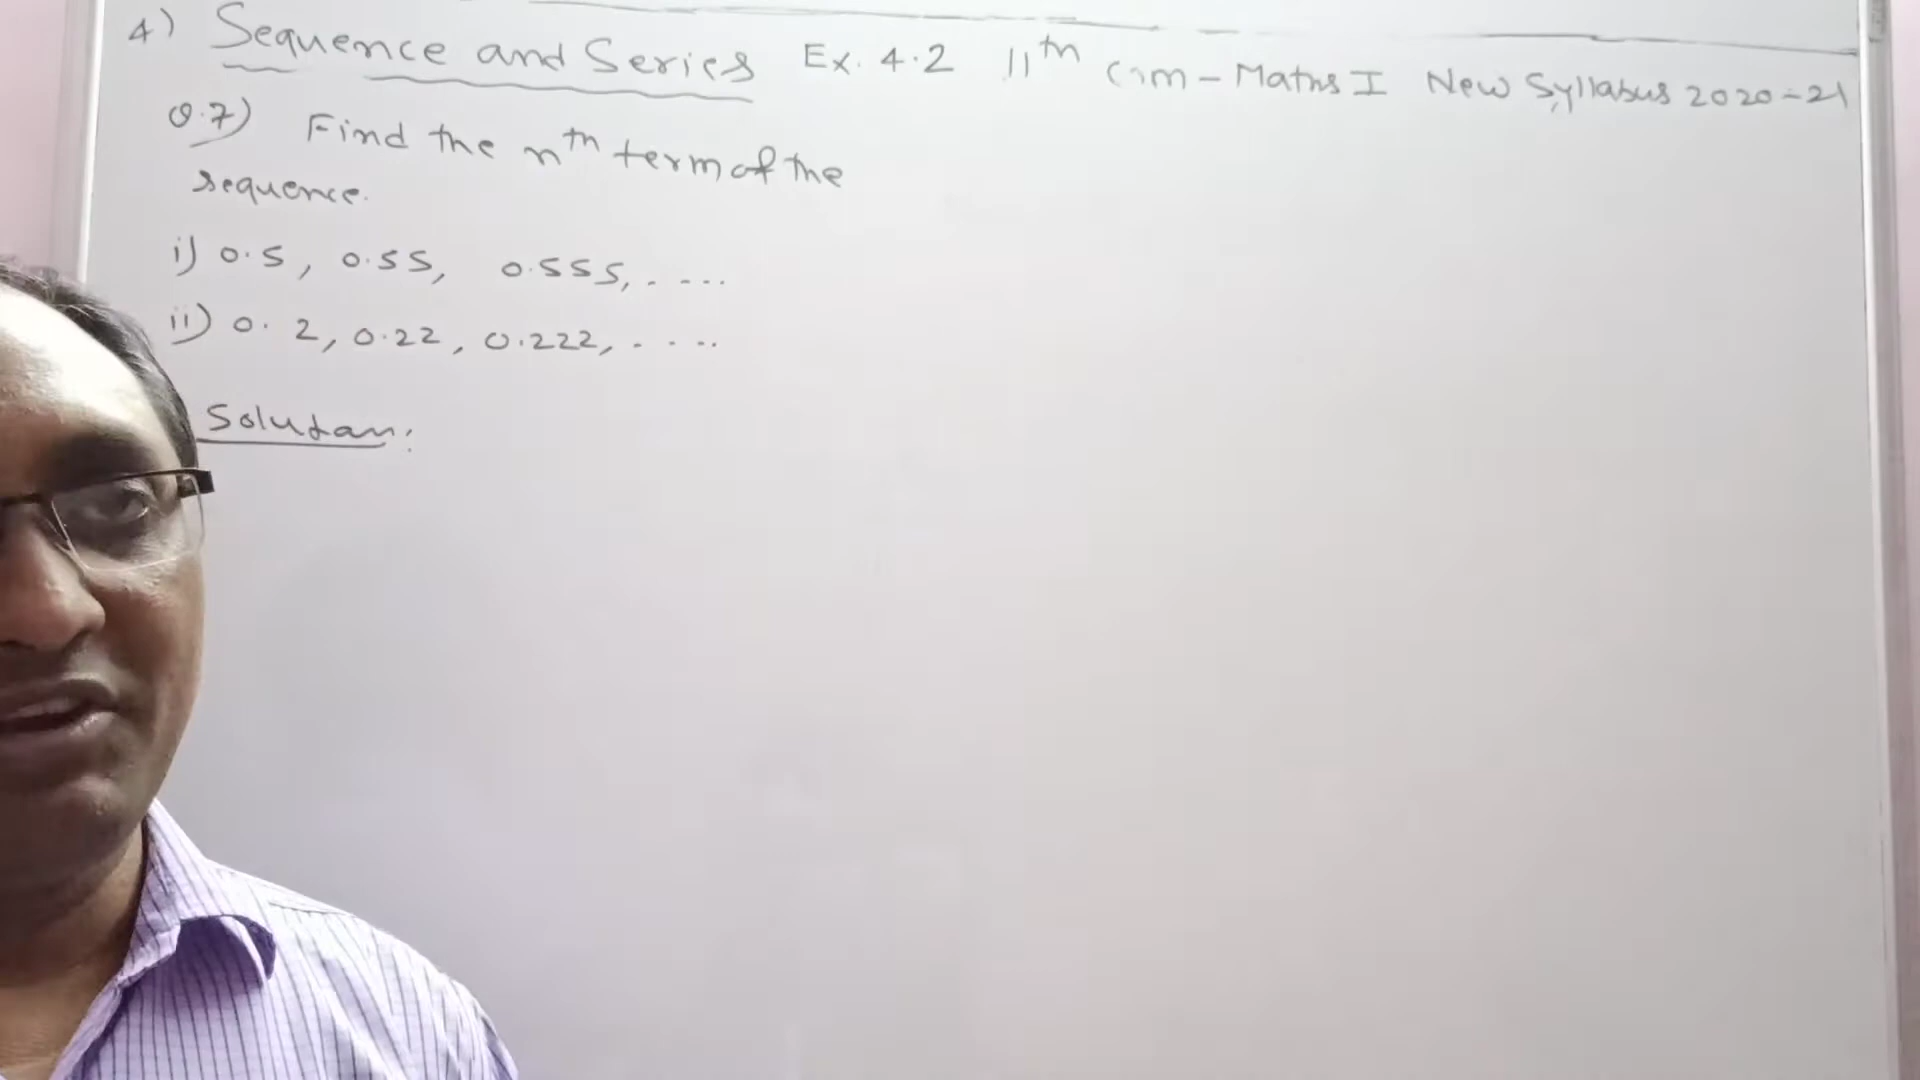 4) Sequence and Series Ex. 4.2 11th Com - Maths I New Syllabus 2020-21
Q.7) Find the nth term of the
sequence.
i) 0.5, 0.55, 0.555, . ...
ii) 0. 2, 0.22, 0.222, . . ..
Solution: